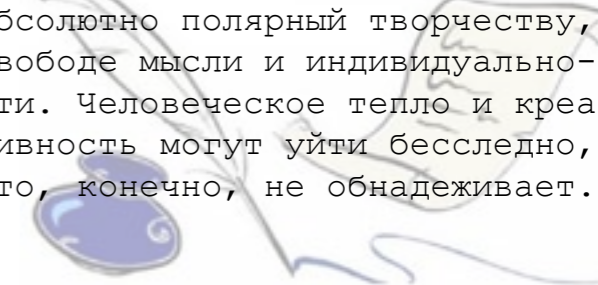 бсолютно полярный творчеству,
вободе мысли и индивидуально-
ти. Человеческое тепло и креа
ивность могут уйти бесследно,
то, конечно, не обнадеживает.